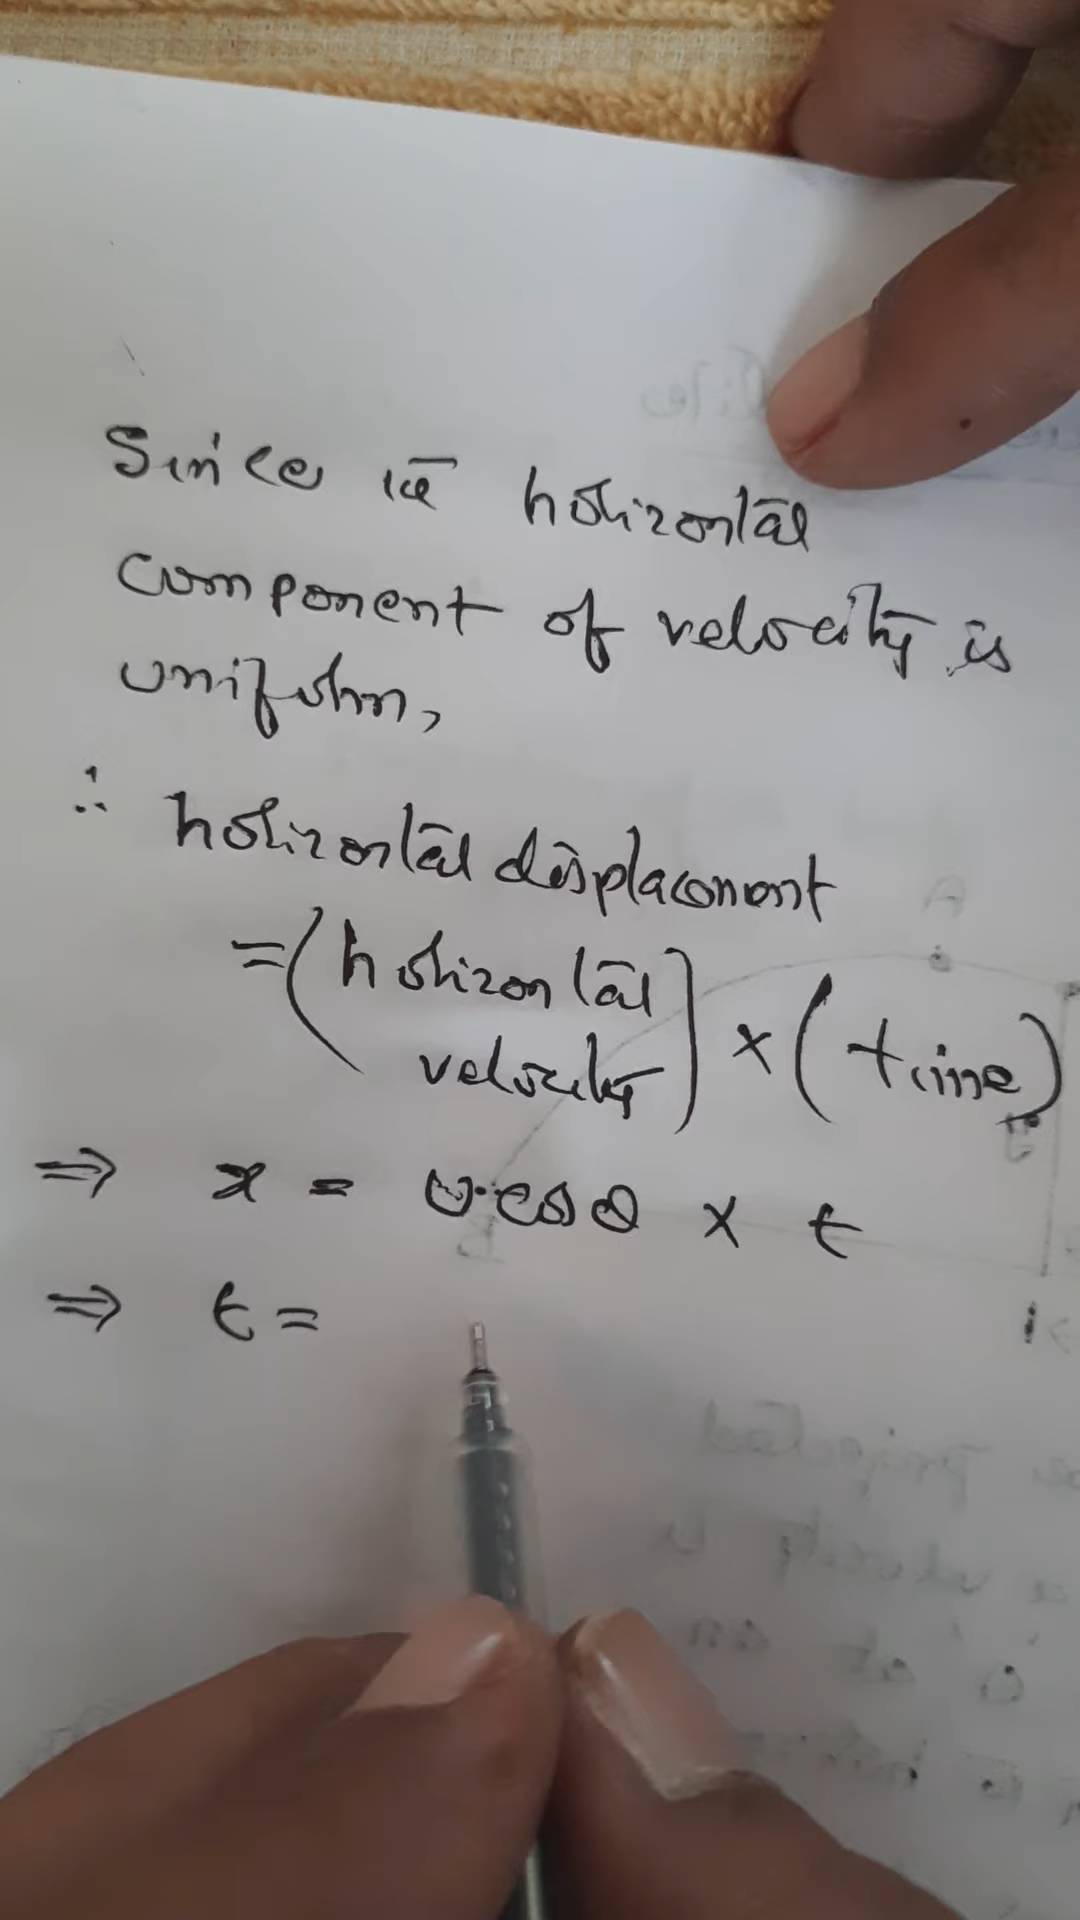 Since the horizontal
component of velocity is
uniform,
∴ horizontal displacement
= (horizontal
velocity) × (time)
⇒ x = v·cosθ × t
⇒ t =